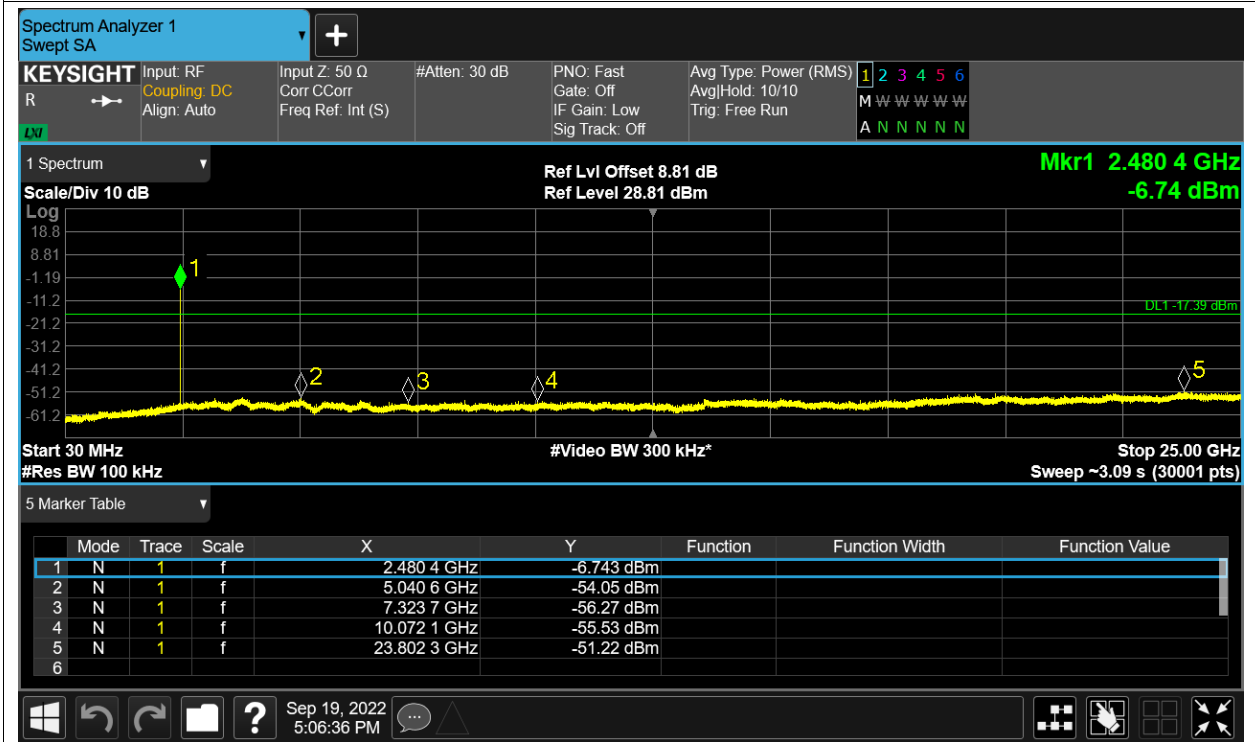 Spectrum Analyzer 1
Swept SA
KEYSIGHT
R
LXI
Input: RF
Coupling: DC
Align: Auto
Input Z: 50 Ω
Corr CCorr
Freq Ref: Int (S)
#Atten: 30 dB
PNO: Fast
Gate: Off
IF Gain: Low
Sig Track: Off
Avg Type: Power (RMS)
Avg|Hold: 10/10
Trig: Free Run
1 2 3 4 5 6
M W W W W W
A N N N N N
1 Spectrum
Scale/Div 10 dB
Ref Lvl Offset 8.81 dB
Ref Level 28.81 dBm
Mkr1 2.480 4 GHz
-6.74 dBm
Log
18.8
8.81
-1.19
-11.2
-21.2
-31.2
-41.2
-51.2
-61.2
1
DL1 -17.39 dBm
2
3
4
5
Start 30 MHz
#Video BW 300 kHz*
Stop 25.00 GHz
#Res BW 100 kHz
Sweep ~3.09 s (30001 pts)
5 Marker Table
Mode Trace Scale X Y Function Function Width Function Value
1 N 1 f 2.480 4 GHz -6.743 dBm
2 N 1 f 5.040 6 GHz -54.05 dBm
3 N 1 f 7.323 7 GHz -56.27 dBm
4 N 1 f 10.072 1 GHz -55.53 dBm
5 N 1 f 23.802 3 GHz -51.22 dBm
6
?
Sep 19, 2022
5:06:36 PM